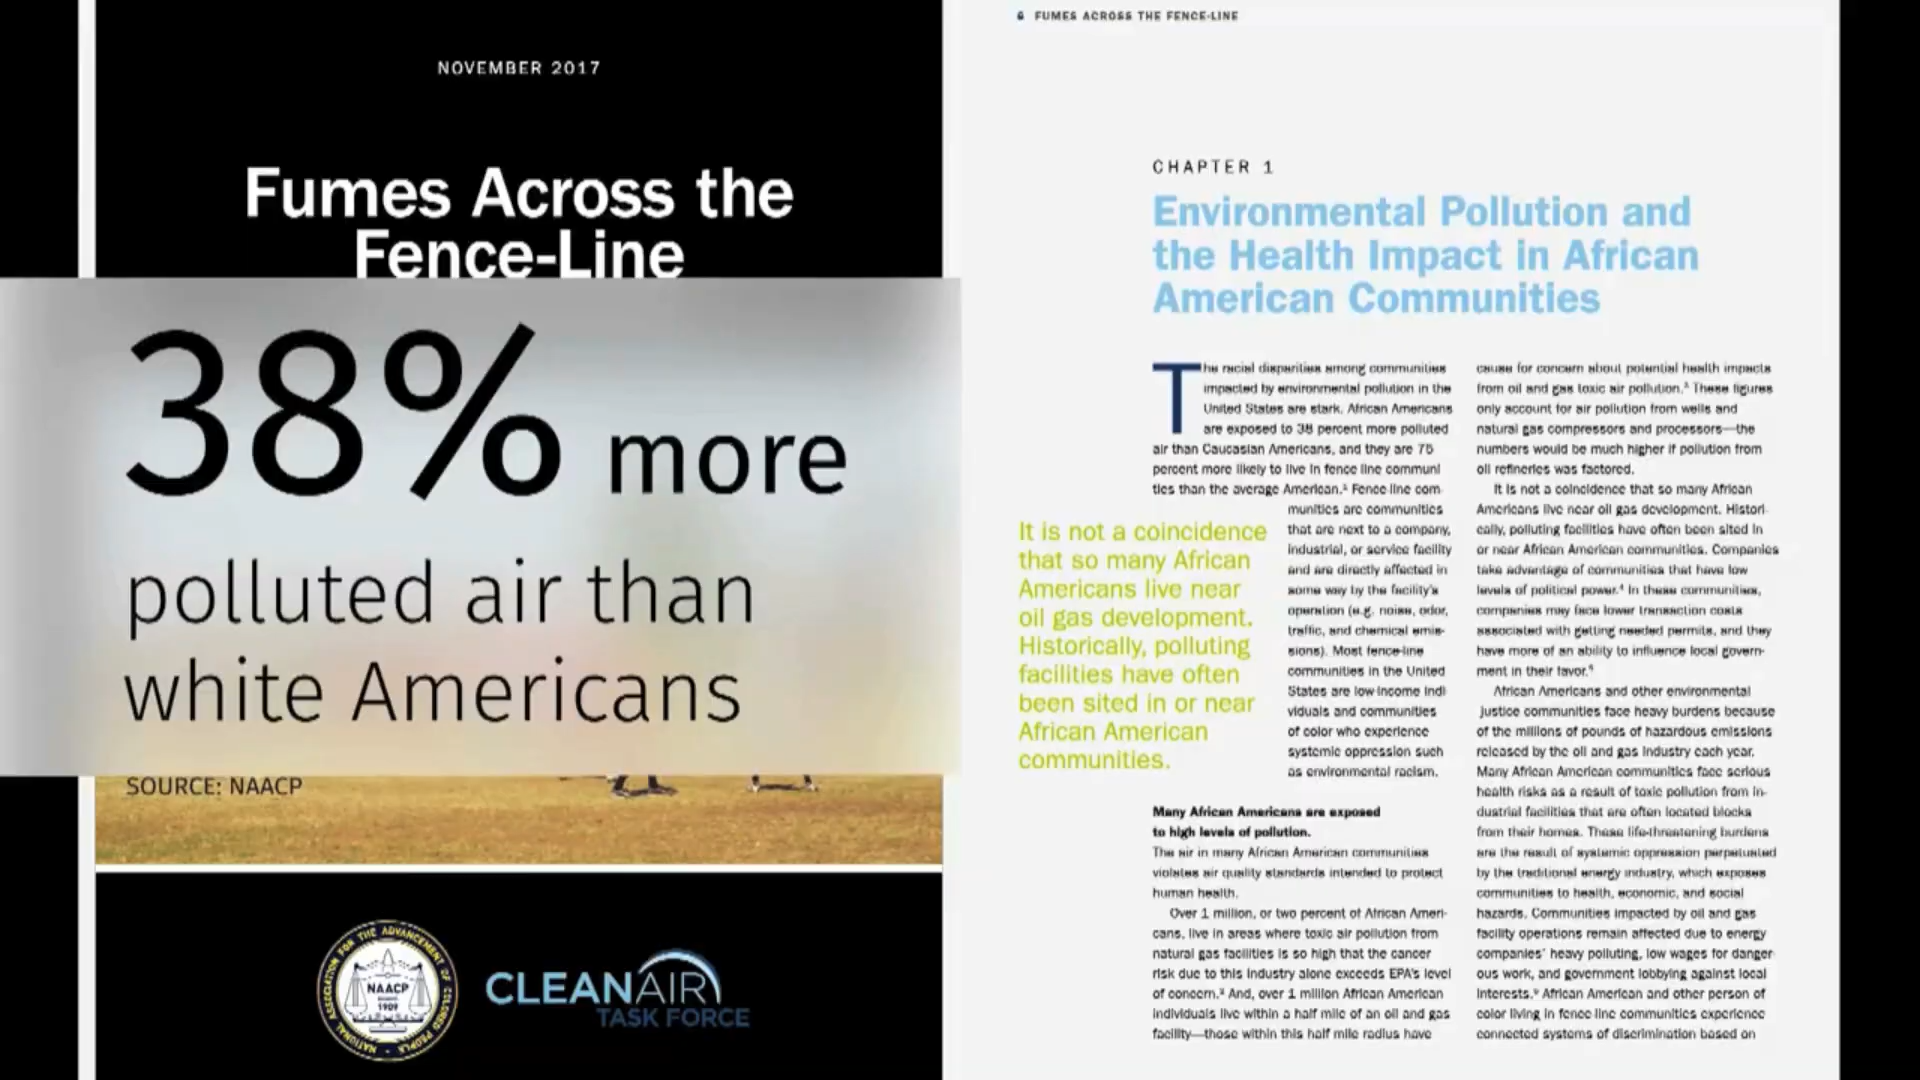 NOVEMBER 2017
Fumes Across the
Fence-Line
38% more
polluted air than
white Americans
SOURCE: NAACP
NATIONAL ASSOCIATION FOR THE ADVANCEMENT OF COLORED PEOPLE
NAACP
1909
CLEANAIR
TASK FORCE
6 FUMES ACROSS THE FENCE-LINE
CHAPTER 1
Environmental Pollution and
the Health Impact in African
American Communities
The racial disparities among communities
impacted by environmental pollution in the
United States are stark. African Americans
are exposed to 38 percent more polluted
air than Caucasian Americans, and they are 75
percent more likely to live in fence line communi
ties than the average American.¹ Fence line com
munities are communities
that are next to a company,
industrial, or service facility
and are directly affected in
some way by the facility's
operation (e.g. noise, odor,
traffic, and chemical emis-
sions). Most fence-line
communities in the United
States are low-income indi
viduals and communities
of color who experience
systemic oppression such
as environmental racism.
It is not a coincidence
that so many African
Americans live near
oil gas development.
Historically, polluting
facilities have often
been sited in or near
African American
communities.
Many African Americans are exposed
to high levels of pollution.
The air in many African American communities
violates air quality standards intended to protect
human health.
Over 1 million, or two percent of African Ameri-
cans, live in areas where toxic air pollution from
natural gas facilities is so high that the cancer
risk due to this industry alone exceeds EPA's level
of concern.² And, over 1 million African American
individuals live within a half mile of an oil and gas
facility—those within this half mile radius have
cause for concern about potential health impacts
from oil and gas toxic air pollution.³ These figures
only account for air pollution from wells and
natural gas compressors and processors—the
numbers would be much higher if pollution from
oil refineries was factored.
It is not a coincidence that so many African
Americans live near oil gas development. Histori-
cally, polluting facilities have often been sited in
or near African American communities. Companies
take advantage of communities that have low
levels of political power.⁴ In these communities,
companies may face lower transaction costs
associated with getting needed permits, and they
have more of an ability to influence local govern-
ment in their favor.⁵
African Americans and other environmental
justice communities face heavy burdens because
of the millions of pounds of hazardous emissions
released by the oil and gas industry each year.
Many African American communities face serious
health risks as a result of toxic pollution from in-
dustrial facilities that are often located blocks
from their homes. These life-threatening burdens
are the result of systemic oppression perpetuated
by the traditional energy industry, which exposes
communities to health, economic, and social
hazards. Communities impacted by oil and gas
facility operations remain affected due to energy
companies' heavy polluting, low wages for danger
ous work, and government lobbying against local
interests.⁶ African American and other person of
color living in fence line communities experience
connected systems of discrimination based on